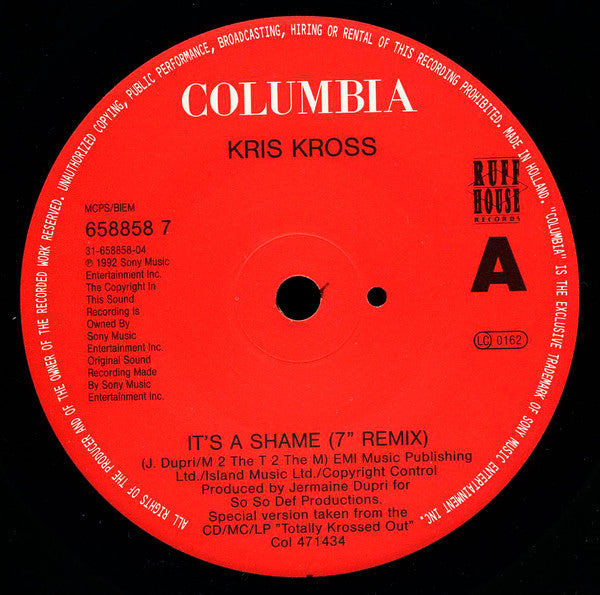 ALL RIGHTS OF THE PRODUCER AND OF THE OWNER OF THE RECORDED WORK RESERVED. UNAUTHORIZED COPYING, PUBLIC PERFORMANCE, BROADCASTING, HIRING OR RENTAL OF THIS RECORDING PROHIBITED. MADE IN HOLLAND. "COLUMBIA" IS THE EXCLUSIVE TRADEMARK OF SONY MUSIC ENTERTAINMENT INC.
COLUMBIA
KRIS KROSS
RUFF
HOUSE
RECORDS
A
LC 0162
MCPS/BIEM
658858 7
31-658858-04
℗ 1992 Sony Music
Entertainment Inc.
The Copyright In
This Sound
Recording is
Owned By
Sony Music
Entertainment Inc.
Original Sound
Recording Made
By Sony Music
Entertainment Inc.
IT'S A SHAME (7" REMIX)
(J. Dupri/M 2 The T 2 The M) EMI Music Publishing
Ltd./Island Music Ltd./Copyright Control
Produced by Jermaine Dupri for
So So Def Productions.
Special version taken from the
CD/MC/LP "Totally Krossed Out"
Col 471434